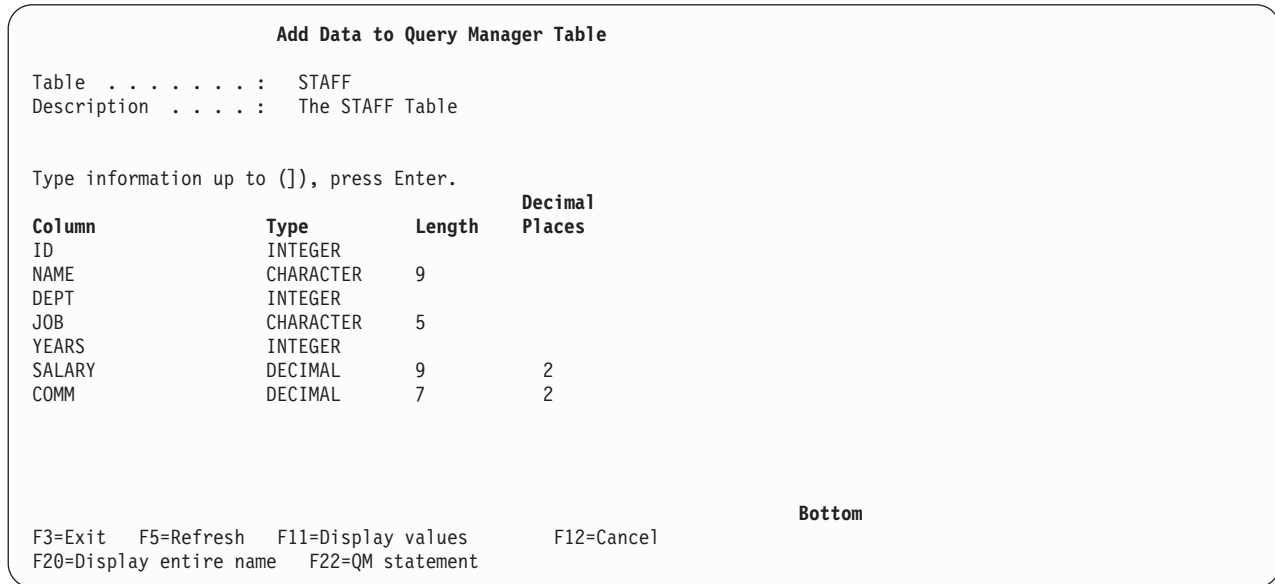 Add Data to Query Manager Table
Table . . . . . . . : STAFF
Description . . . . : The STAFF Table
Type information up to (]), press Enter.
Decimal
Column Type Length Places
ID INTEGER
NAME CHARACTER 9
DEPT INTEGER
JOB CHARACTER 5
YEARS INTEGER
SALARY DECIMAL 9 2
COMM DECIMAL 7 2
Bottom
F3=Exit F5=Refresh F11=Display values F12=Cancel
F20=Display entire name F22=QM statement